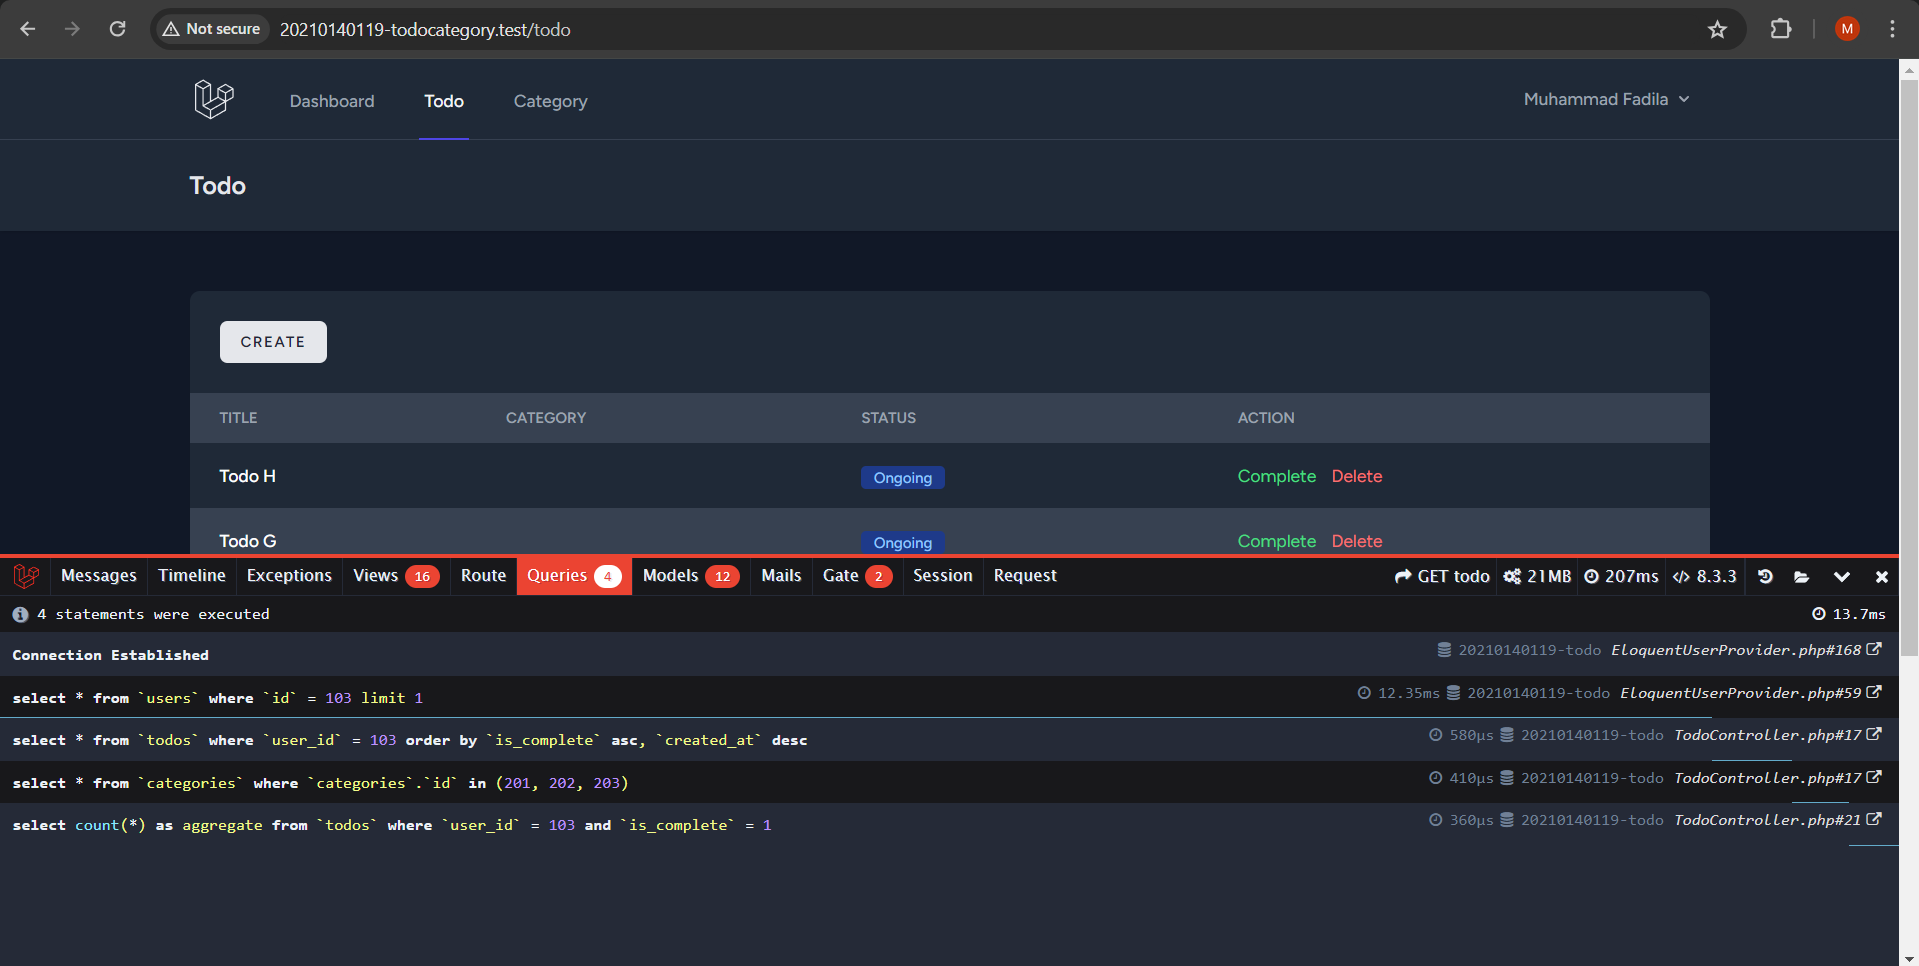 Not secure 20210140119-todocategory.test/todo M
Dashboard Todo Category Muhammad Fadila
Todo
CREATE
TITLE CATEGORY STATUS ACTION
Todo H Ongoing Complete Delete
Todo G Ongoing Complete Delete
Messages Timeline Exceptions Views 16 Route Queries 4 Models 12 Mails Gate 2 Session Request GET todo 21MB 207ms 8.3.3
4 statements were executed 13.7ms
Connection Established 20210140119-todo EloquentUserProvider.php#168
select * from `users` where `id` = 103 limit 1 12.35ms 20210140119-todo EloquentUserProvider.php#59
select * from `todos` where `user_id` = 103 order by `is_complete` asc, `created_at` desc 580μs 20210140119-todo TodoController.php#17
select * from `categories` where `categories`.`id` in (201, 202, 203) 410μs 20210140119-todo TodoController.php#17
select count(*) as aggregate from `todos` where `user_id` = 103 and `is_complete` = 1 360μs 20210140119-todo TodoController.php#21